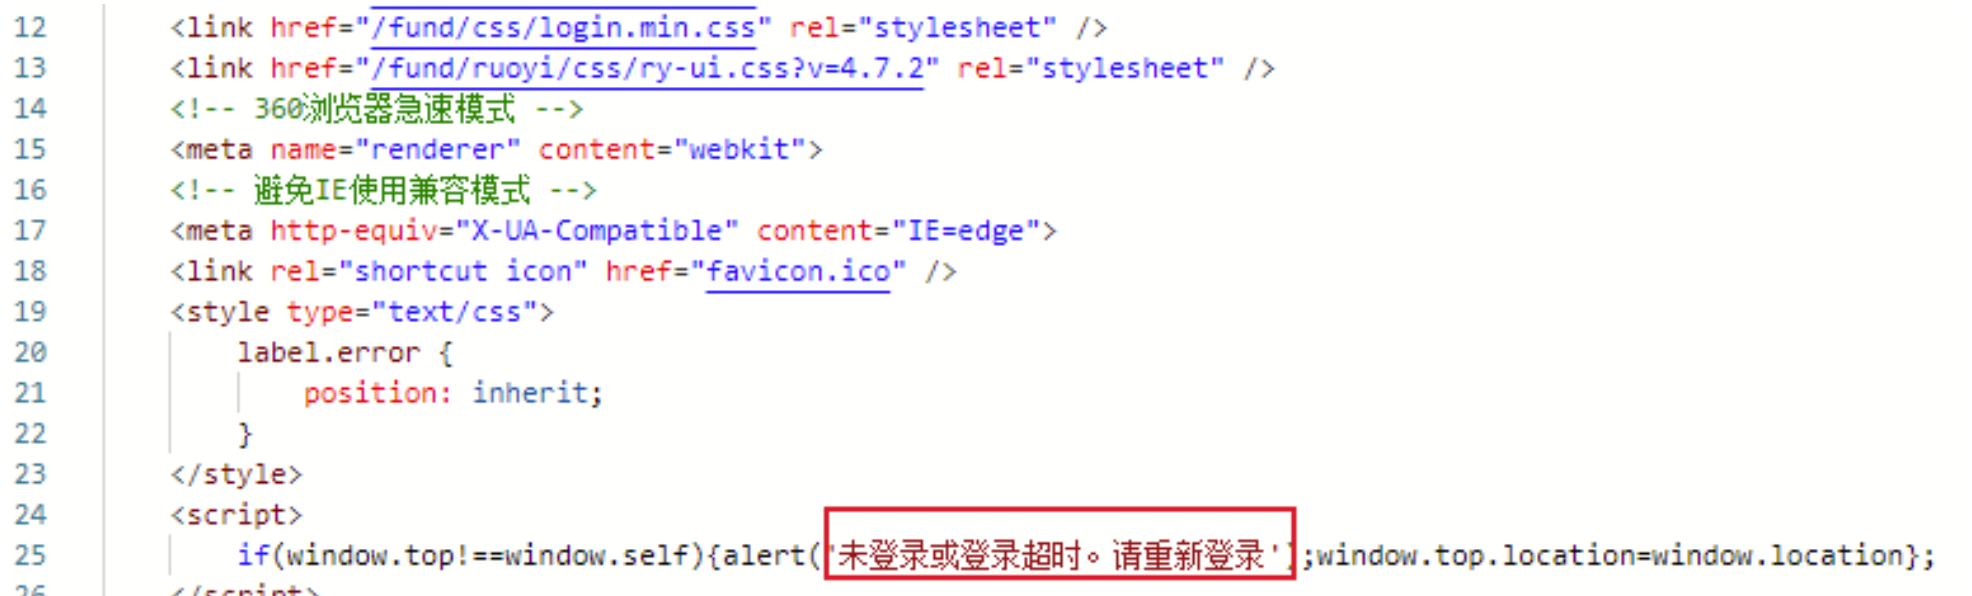 12 <link href="/fund/css/login.min.css" rel="stylesheet" />
13 <link href="/fund/ruoyi/css/ry-ui.css?v=4.7.2" rel="stylesheet" />
14 <!-- 360浏览器急速模式 -->
15 <meta name="renderer" content="webkit">
16 <!-- 避免IE使用兼容模式 -->
17 <meta http-equiv="X-UA-Compatible" content="IE=edge">
18 <link rel="shortcut icon" href="favicon.ico" />
19 <style type="text/css">
20 label.error {
21 position: inherit;
22 }
23 </style>
24 <script>
25 if(window.top!==window.self){alert('未登录或登录超时。请重新登录');window.top.location=window.location};
26 </script>